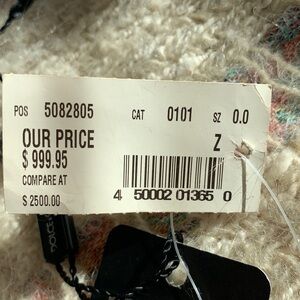 POS 5082805 CAT 0101 SZ 0.0
OUR PRICE Z
$ 999.95
COMPARE AT
$ 2500.00
4 50002 01365 0